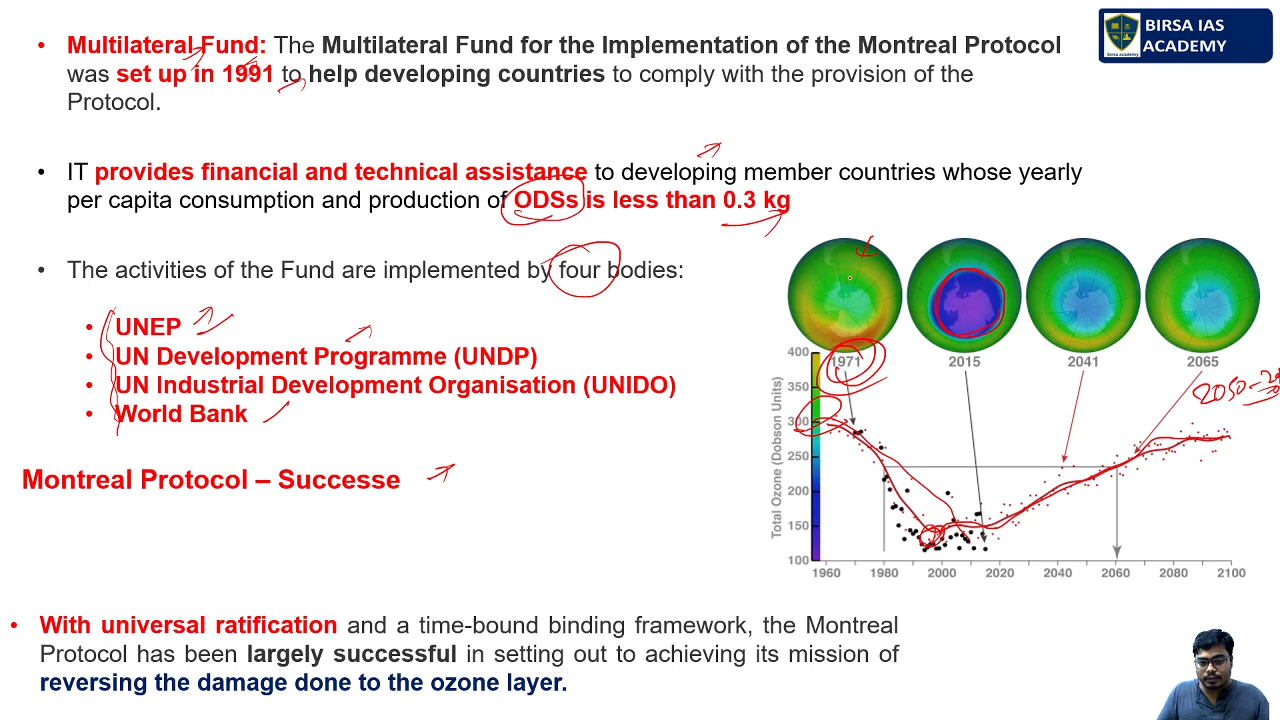 BIRSA IAS
ACADEMY
• Multilateral Fund: The Multilateral Fund for the Implementation of the Montreal Protocol
was set up in 1991 to help developing countries to comply with the provision of the
Protocol.
• IT provides financial and technical assistance to developing member countries whose yearly
per capita consumption and production of ODSs is less than 0.3 kg
• The activities of the Fund are implemented by four bodies:
• UNEP
• UN Development Programme (UNDP)
• UN Industrial Development Organisation (UNIDO)
• World Bank
Montreal Protocol – Successe
1971 2015 2041 2065
Total Ozone (Dobson Units)
400
350
300
250
200
150
100
1960 1980 2000 2020 2040 2060 2080 2100
• With universal ratification and a time-bound binding framework, the Montreal
Protocol has been largely successful in setting out to achieving its mission of
reversing the damage done to the ozone layer.